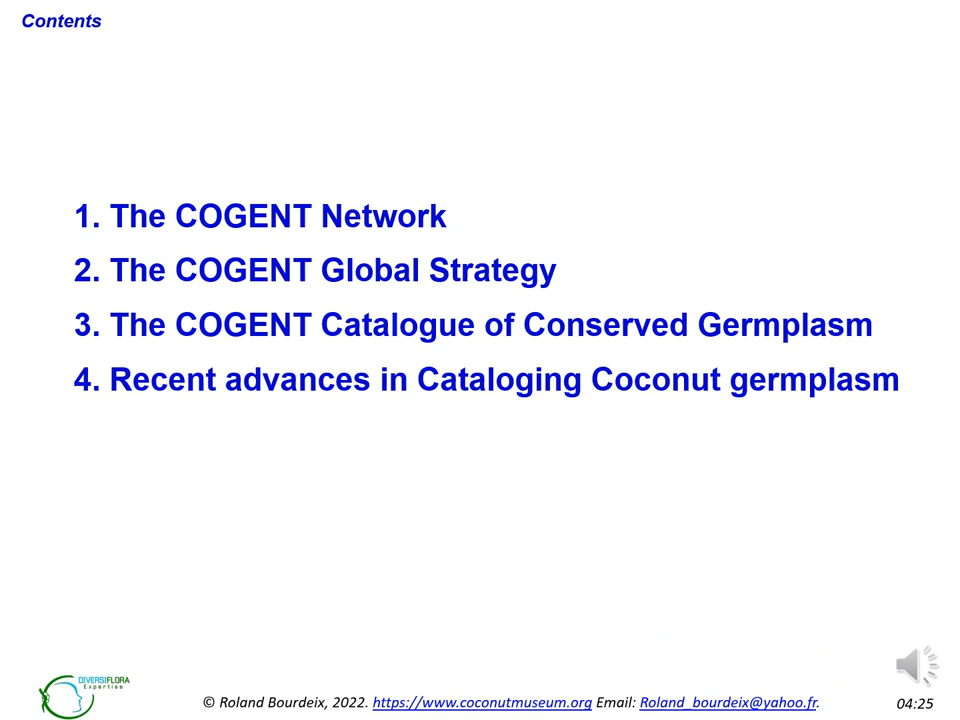 Contents
1. The COGENT Network
2. The COGENT Global Strategy
3. The COGENT Catalogue of Conserved Germplasm
4. Recent advances in Cataloging Coconut germplasm
DIVERSIFLORA
Expertise
© Roland Bourdeix, 2022. https://www.coconutmuseum.org Email: Roland_bourdeix@yahoo.fr.
04:25